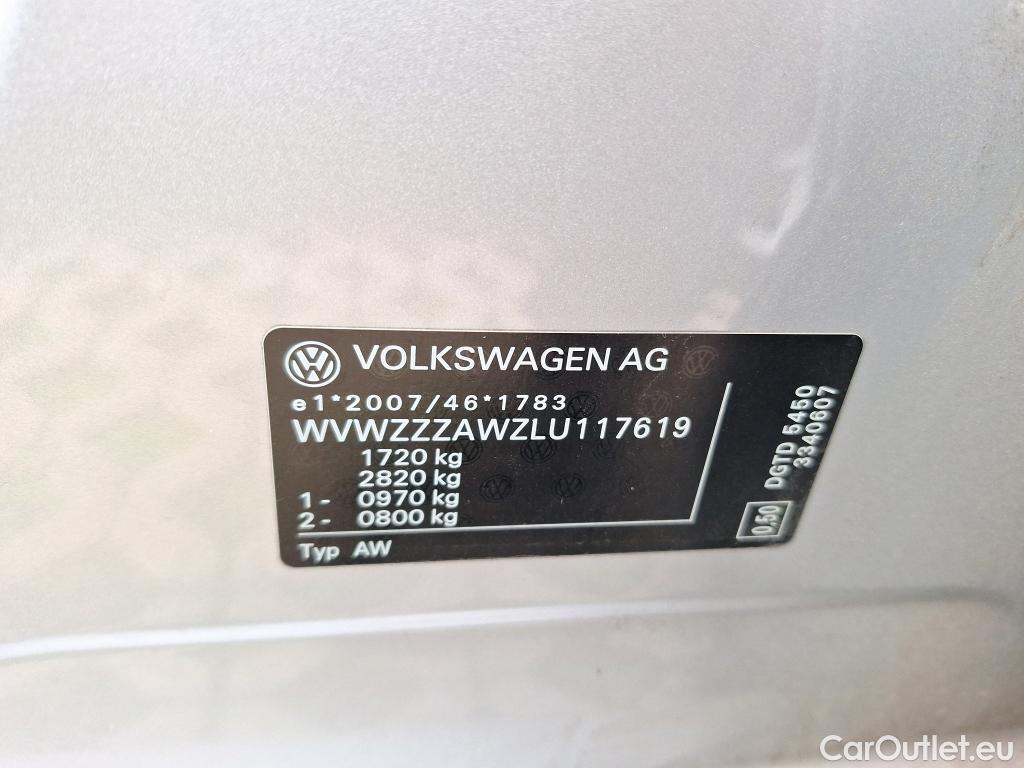 VOLKSWAGEN AG
e1*2007/46*1783
WVWZZZAWZLU117619
1720 kg
2820 kg
1- 0970 kg
2- 0800 kg
Typ AW
0,50 DGTD 5450
3340607
CarOutlet.eu